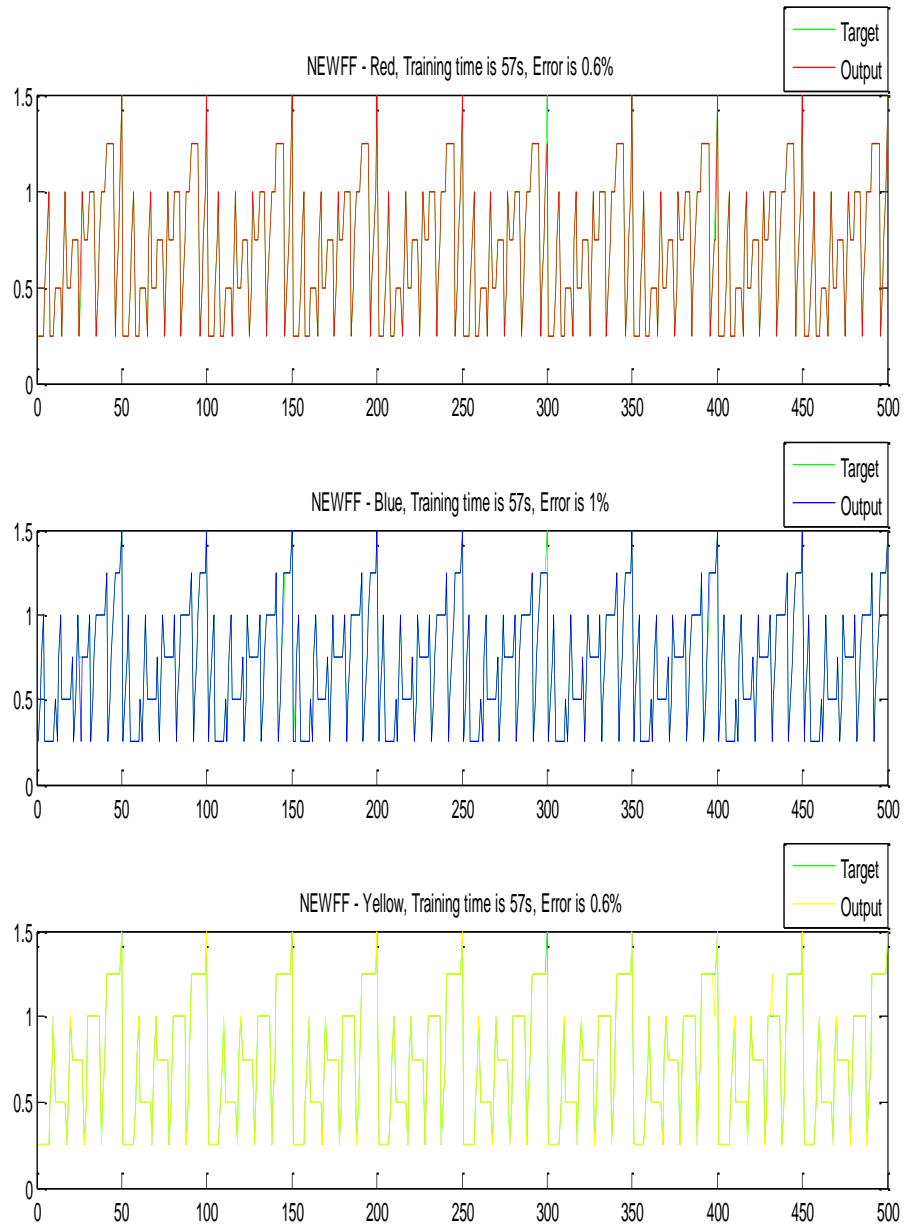 Target
Output
NEWFF - Red, Training time is 57s, Error is 0.6%
1.5
1
0.5
0
0 50 100 150 200 250 300 350 400 450 500
Target
Output
NEWFF - Blue, Training time is 57s, Error is 1%
1.5
1
0.5
0
0 50 100 150 200 250 300 350 400 450 500
Target
Output
NEWFF - Yellow, Training time is 57s, Error is 0.6%
1.5
1
0.5
0
0 50 100 150 200 250 300 350 400 450 500